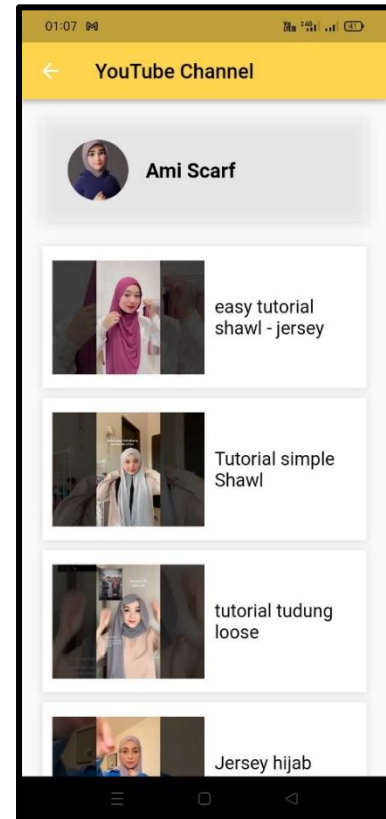 01:07
YouTube Channel
Ami Scarf
easy tutorial
shawl - jersey
Tutorial simple
Shawl
tutorial tudung
loose
Jersey hijab